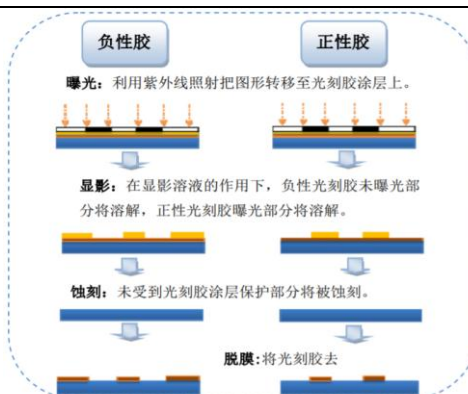 负性胶 正性胶
曝光：利用紫外线照射把图形转移至光刻胶涂层上。
显影：在显影溶液的作用下，负性光刻胶未曝光部
分将溶解，正性光刻胶曝光部分将溶解。
蚀刻：未受到光刻胶涂层保护部分将被蚀刻。
脱膜:将光刻胶去